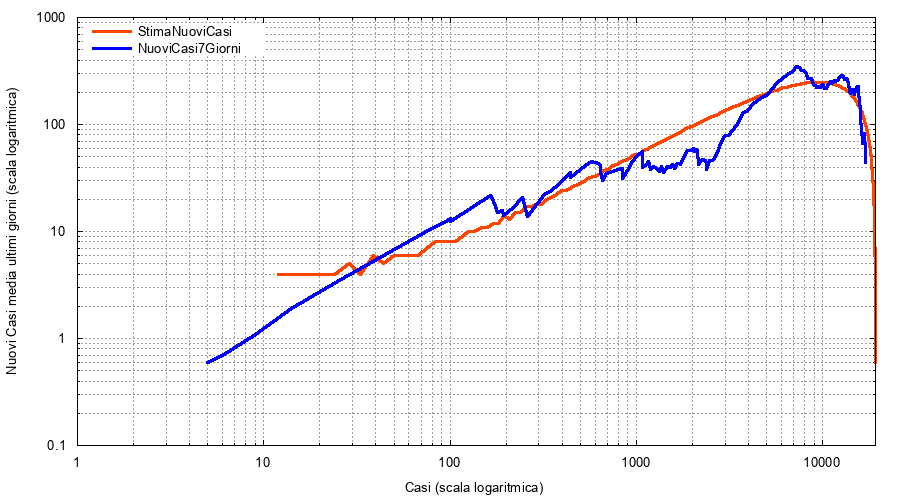 1000
StimaNuoviCasi
NuoviCasi7Giorni
100
10
1
0.1
Nuovi Casi media ultimi giorni (scala logaritmica)
1 10 100 1000 10000
Casi (scala logaritmica)